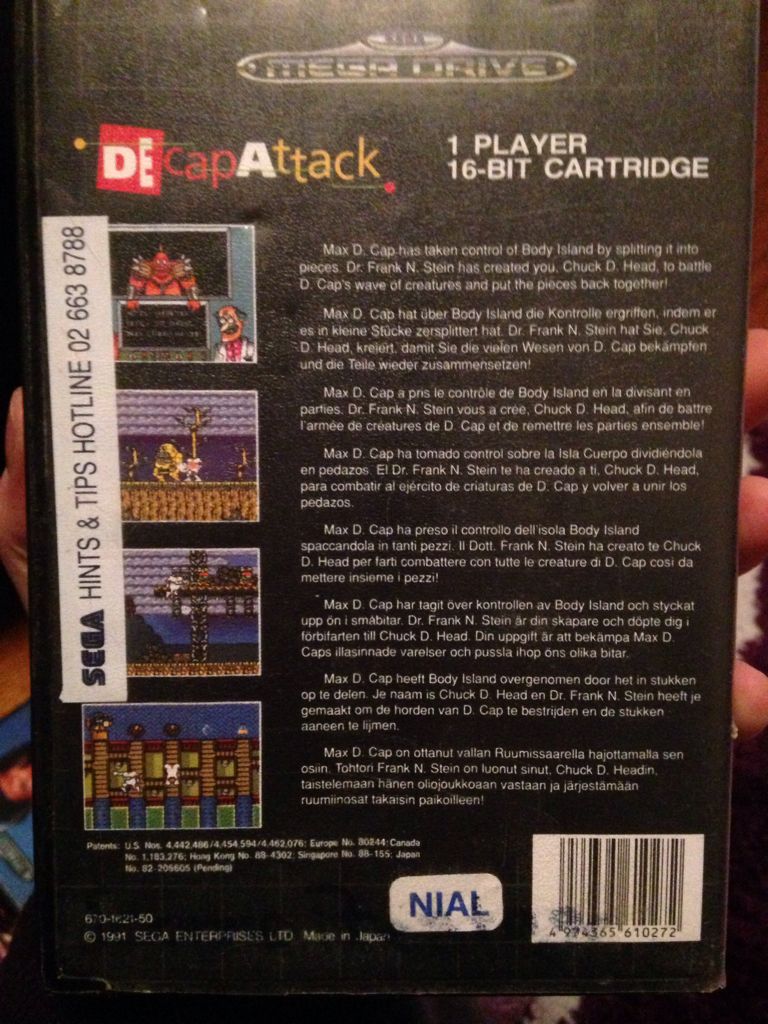 SEGA
MEGA DRIVE
DEcapAttack
1 PLAYER
16-BIT CARTRIDGE
SEGA HINTS & TIPS HOTLINE 02 663 8788
Max D. Cap has taken control of Body Island by splitting it into
pieces. Dr. Frank N. Stein has created you, Chuck D. Head, to battle
D. Cap's wave of creatures and put the pieces back together!
Max D. Cap hat über Body Island die Kontrolle ergriffen, indem er
es in kleine Stücke zersplittert hat. Dr. Frank N. Stein hat Sie, Chuck
D. Head, kreiert, damit Sie die vielen Wesen von D. Cap bekämpfen
und die Teile wieder zusammensetzen!
Max D. Cap a pris le contrôle de Body Island en la divisant en
parties. Dr. Frank N. Stein vous a crée, Chuck D. Head, afin de battre
l'armée de créatures de D. Cap et de remettre les parties ensemble!
Max D. Cap ha tomado control sobre la Isla Cuerpo dividiéndola
en pedazos. El Dr. Frank N. Stein te ha creado a ti, Chuck D. Head,
para combatir al ejército de criaturas de D. Cap y volver a unir los
pedazos.
Max D. Cap ha preso il controllo dell'isola Body Island
spaccandola in tanti pezzi. Il Dott. Frank N. Stein ha creato te Chuck
D. Head per farti combattere con tutte le creature di D. Cap cosi da
mettere insieme i pezzi!
Max D. Cap har tagit över kontrollen av Body Island och styckat
upp ön i småbitar. Dr. Frank N. Stein är din skapare och döpte dig i
förbifarten till Chuck D. Head. Din uppgift är att bekämpa Max D.
Caps illasinnade varelser och pussla ihop öns olika bitar.
Max D. Cap heeft Body Island overgenomen door het in stukken
op te delen. Je naam is Chuck D. Head en Dr. Frank N. Stein heeft je
gemaakt om de horden van D. Cap te bestrijden en de stukken
aaneen te lijmen.
Max D. Cap on ottanut vallan Ruumissaarella hajottamalla sen
osiin. Tohtori Frank N. Stein on luonut sinut, Chuck D. Headin,
taistelemaan hänen oliojoukkoaan vastaan ja järjestämään
ruumiinosat takaisin paikoilleen!
Patents: U.S. Nos. 4,442,486/4,454,594/4,462,076; Europe No. 80244; Canada
No. 1,183,276; Hong Kong No. 88-4302; Singapore No. 88-155; Japan
No. 82-205605 (Pending)
670-1621-50
© 1991 SEGA ENTERPRISES LTD. Made in Japan
NIAL
4 974365 610272